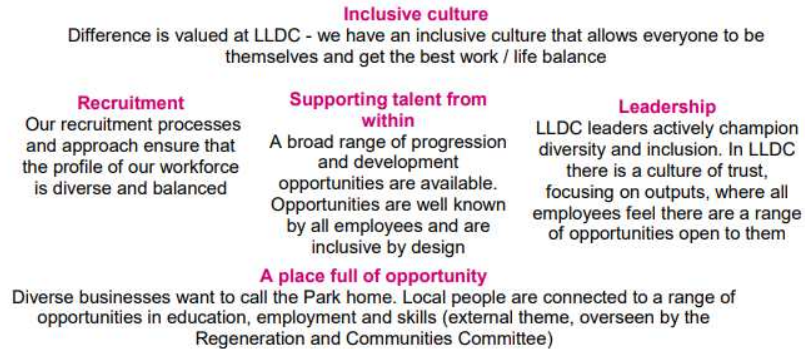 Inclusive culture
Difference is valued at LLDC - we have an inclusive culture that allows everyone to be
themselves and get the best work / life balance
Recruitment
Our recruitment processes
and approach ensure that
the profile of our workforce
is diverse and balanced
Supporting talent from
within
A broad range of progression
and development
opportunities are available.
Opportunities are well known
by all employees and are
inclusive by design
Leadership
LLDC leaders actively champion
diversity and inclusion. In LLDC
there is a culture of trust,
focusing on outputs, where all
employees feel there are a range
of opportunities open to them
A place full of opportunity
Diverse businesses want to call the Park home. Local people are connected to a range of
opportunities in education, employment and skills (external theme, overseen by the
Regeneration and Communities Committee)